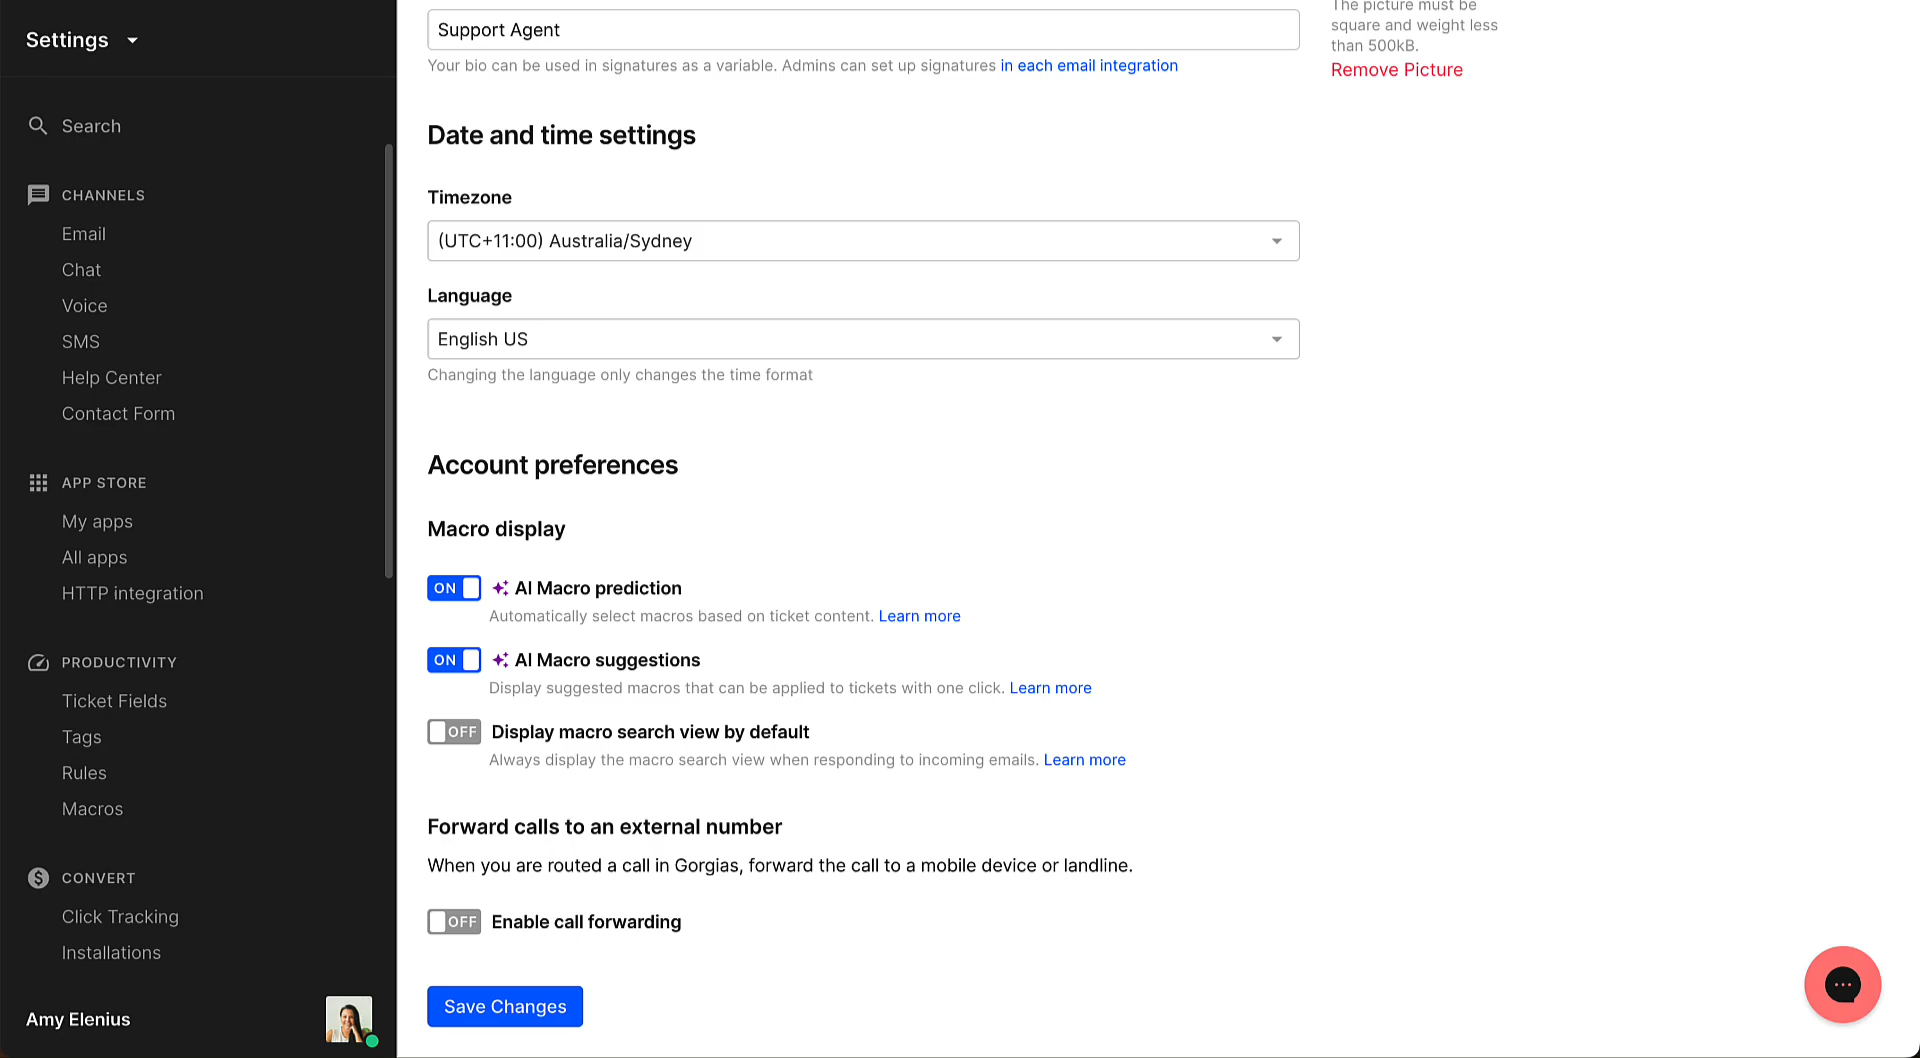 Settings
Search
CHANNELS
Email
Chat
Voice
SMS
Help Center
Contact Form
APP STORE
My apps
All apps
HTTP integration
PRODUCTIVITY
Ticket Fields
Tags
Rules
Macros
CONVERT
Click Tracking
Installations
Amy Elenius
Support Agent
Your bio can be used in signatures as a variable. Admins can set up signatures in each email integration
The picture must be
square and weight less
than 500kB.
Remove Picture
Date and time settings
Timezone
(UTC+11:00) Australia/Sydney
Language
English US
Changing the language only changes the time format
Account preferences
Macro display
ON AI Macro prediction
Automatically select macros based on ticket content. Learn more
ON AI Macro suggestions
Display suggested macros that can be applied to tickets with one click. Learn more
OFF Display macro search view by default
Always display the macro search view when responding to incoming emails. Learn more
Forward calls to an external number
When you are routed a call in Gorgias, forward the call to a mobile device or landline.
OFF Enable call forwarding
Save Changes